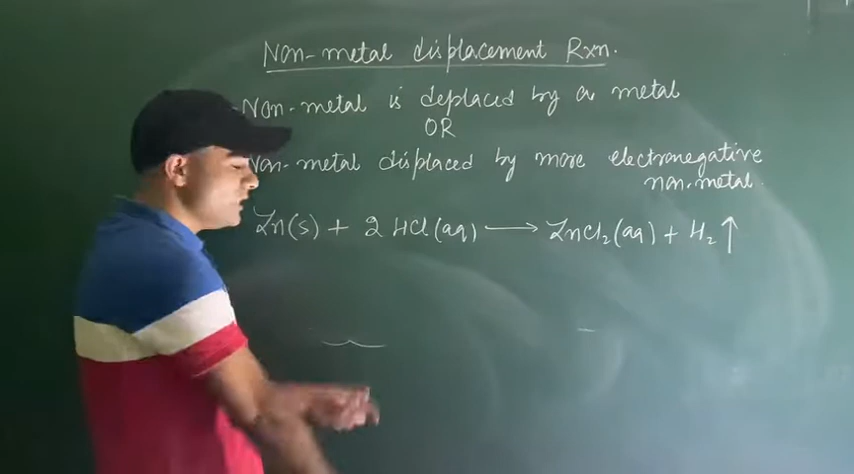 Non-metal displacement Rxn.
Non-metal is deplaced by a metal
OR
Non-metal displaced by more electronegative
non-metal.
Zn(s) + 2 HCl(aq) ⟶ ZnCl₂(aq) + H₂ ↑